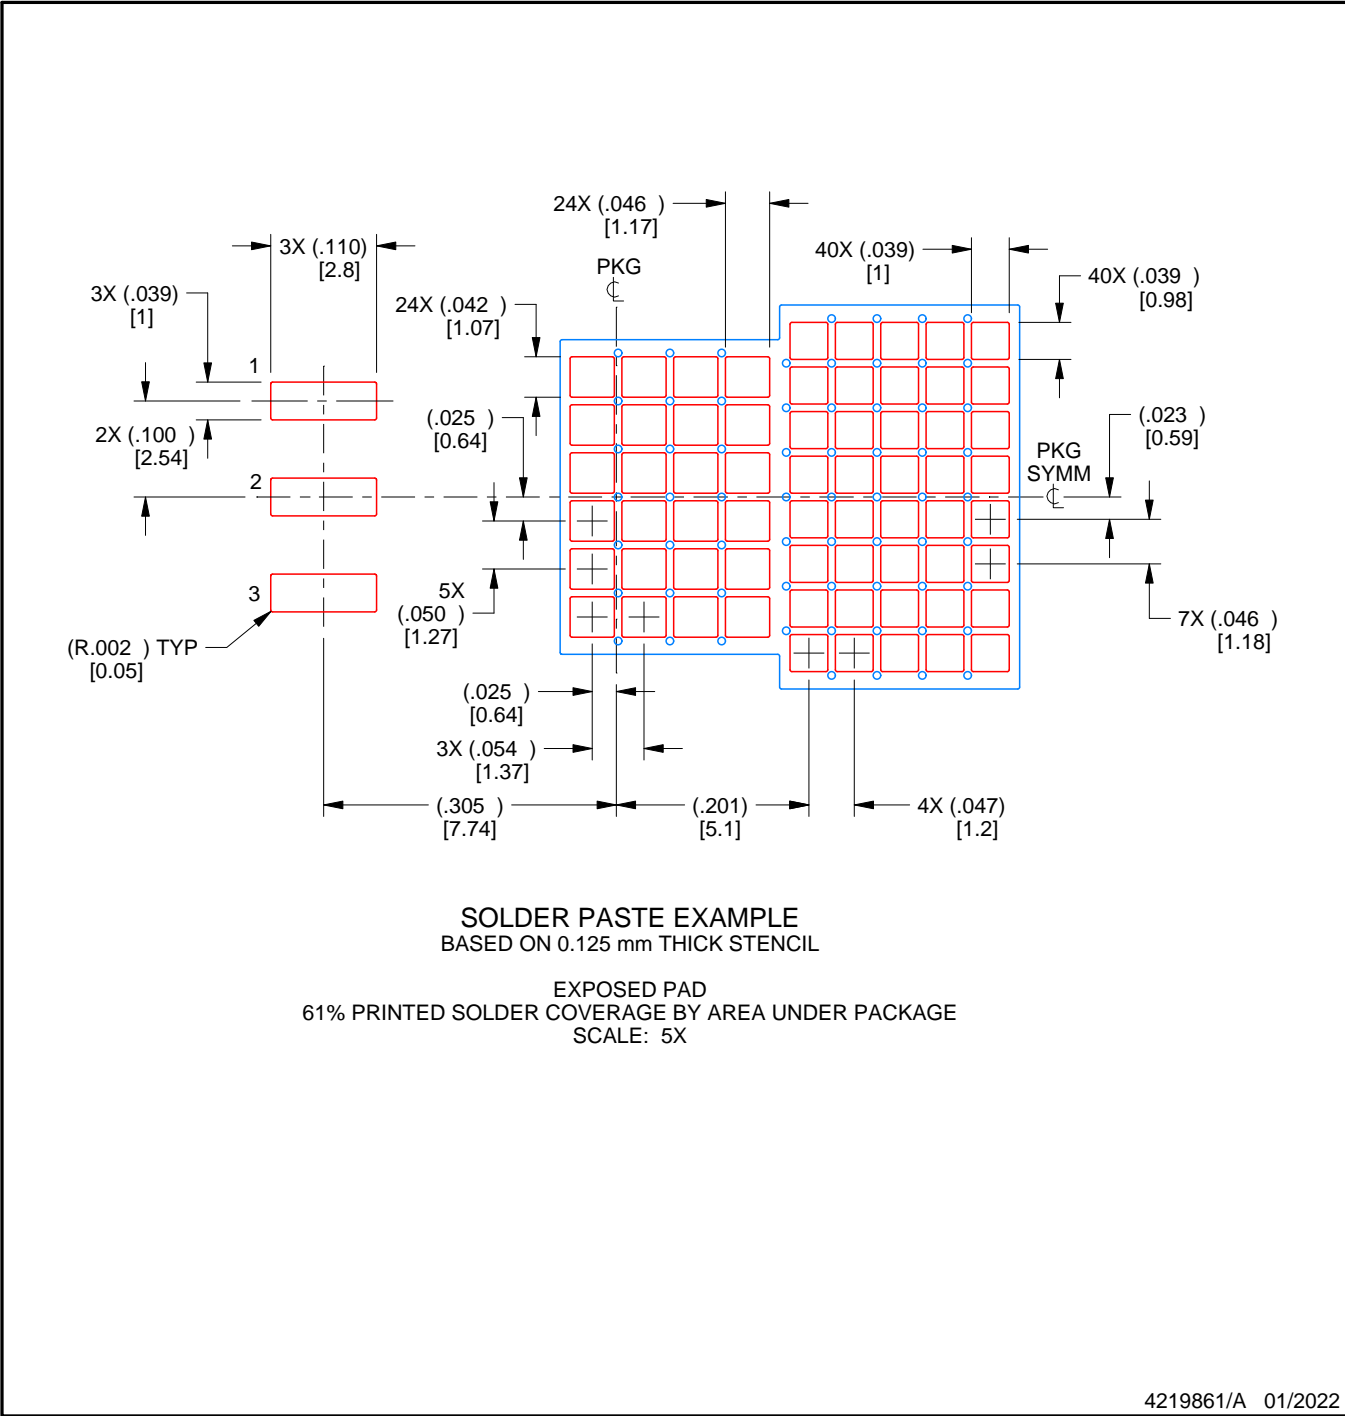 24X (.046 )
[1.17]
3X (.110)
[2.8]
40X (.039)
[1]
PKG
℄
40X (.039 )
[0.98]
3X (.039)
[1]
24X (.042 )
[1.07]
1
(.025 )
[0.64]
(.023 )
[0.59]
2X (.100 )
[2.54]
PKG
SYMM
℄
2
3
5X
(.050 )
[1.27]
7X (.046 )
[1.18]
(R.002 ) TYP
[0.05]
(.025 )
[0.64]
3X (.054 )
[1.37]
(.305 )
[7.74]
(.201)
[5.1]
4X (.047)
[1.2]
SOLDER PASTE EXAMPLE
BASED ON 0.125 mm THICK STENCIL
EXPOSED PAD
61% PRINTED SOLDER COVERAGE BY AREA UNDER PACKAGE
SCALE: 5X
4219861/A 01/2022